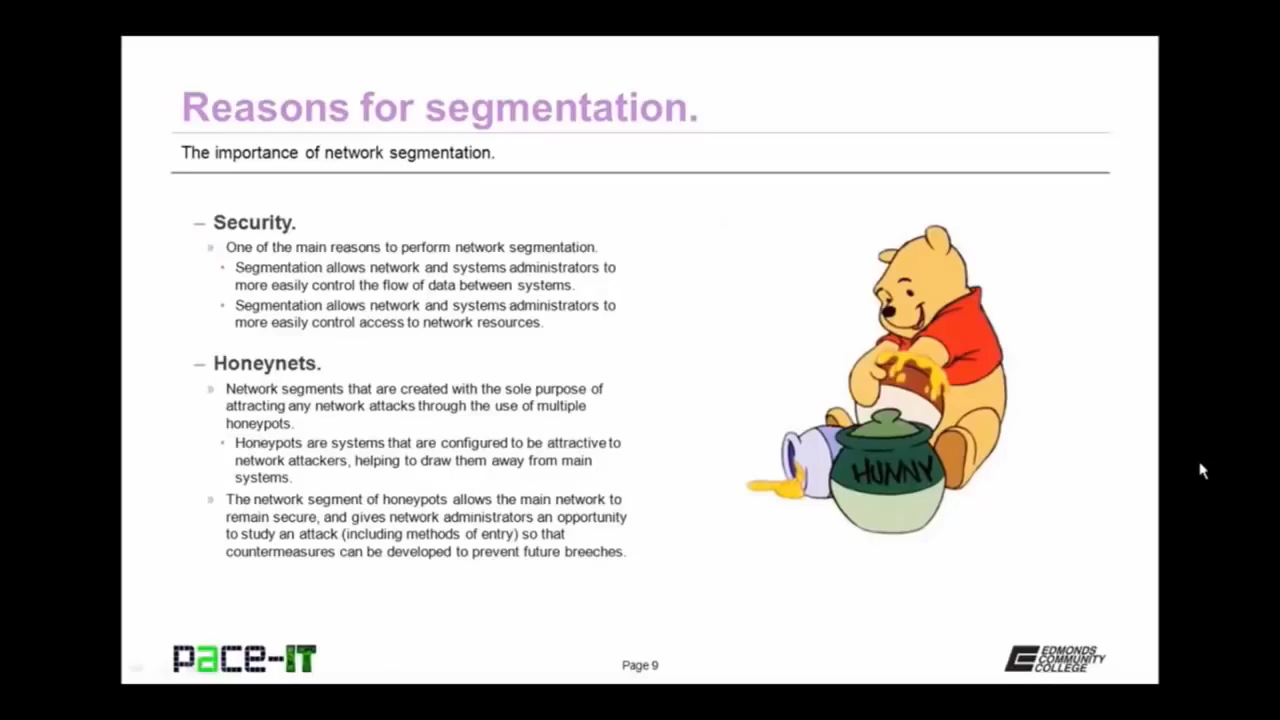 Reasons for segmentation.
The importance of network segmentation.
– Security.
» One of the main reasons to perform network segmentation.
• Segmentation allows network and systems administrators to
more easily control the flow of data between systems.
• Segmentation allows network and systems administrators to
more easily control access to network resources.
– Honeynets.
» Network segments that are created with the sole purpose of
attracting any network attacks through the use of multiple
honeypots.
• Honeypots are systems that are configured to be attractive to
network attackers, helping to draw them away from main
systems.
» The network segment of honeypots allows the main network to
remain secure, and gives network administrators an opportunity
to study an attack (including methods of entry) so that
countermeasures can be developed to prevent future breeches.
HUNNY
pace-IT
Page 9
EDMONDS
COMMUNITY
COLLEGE